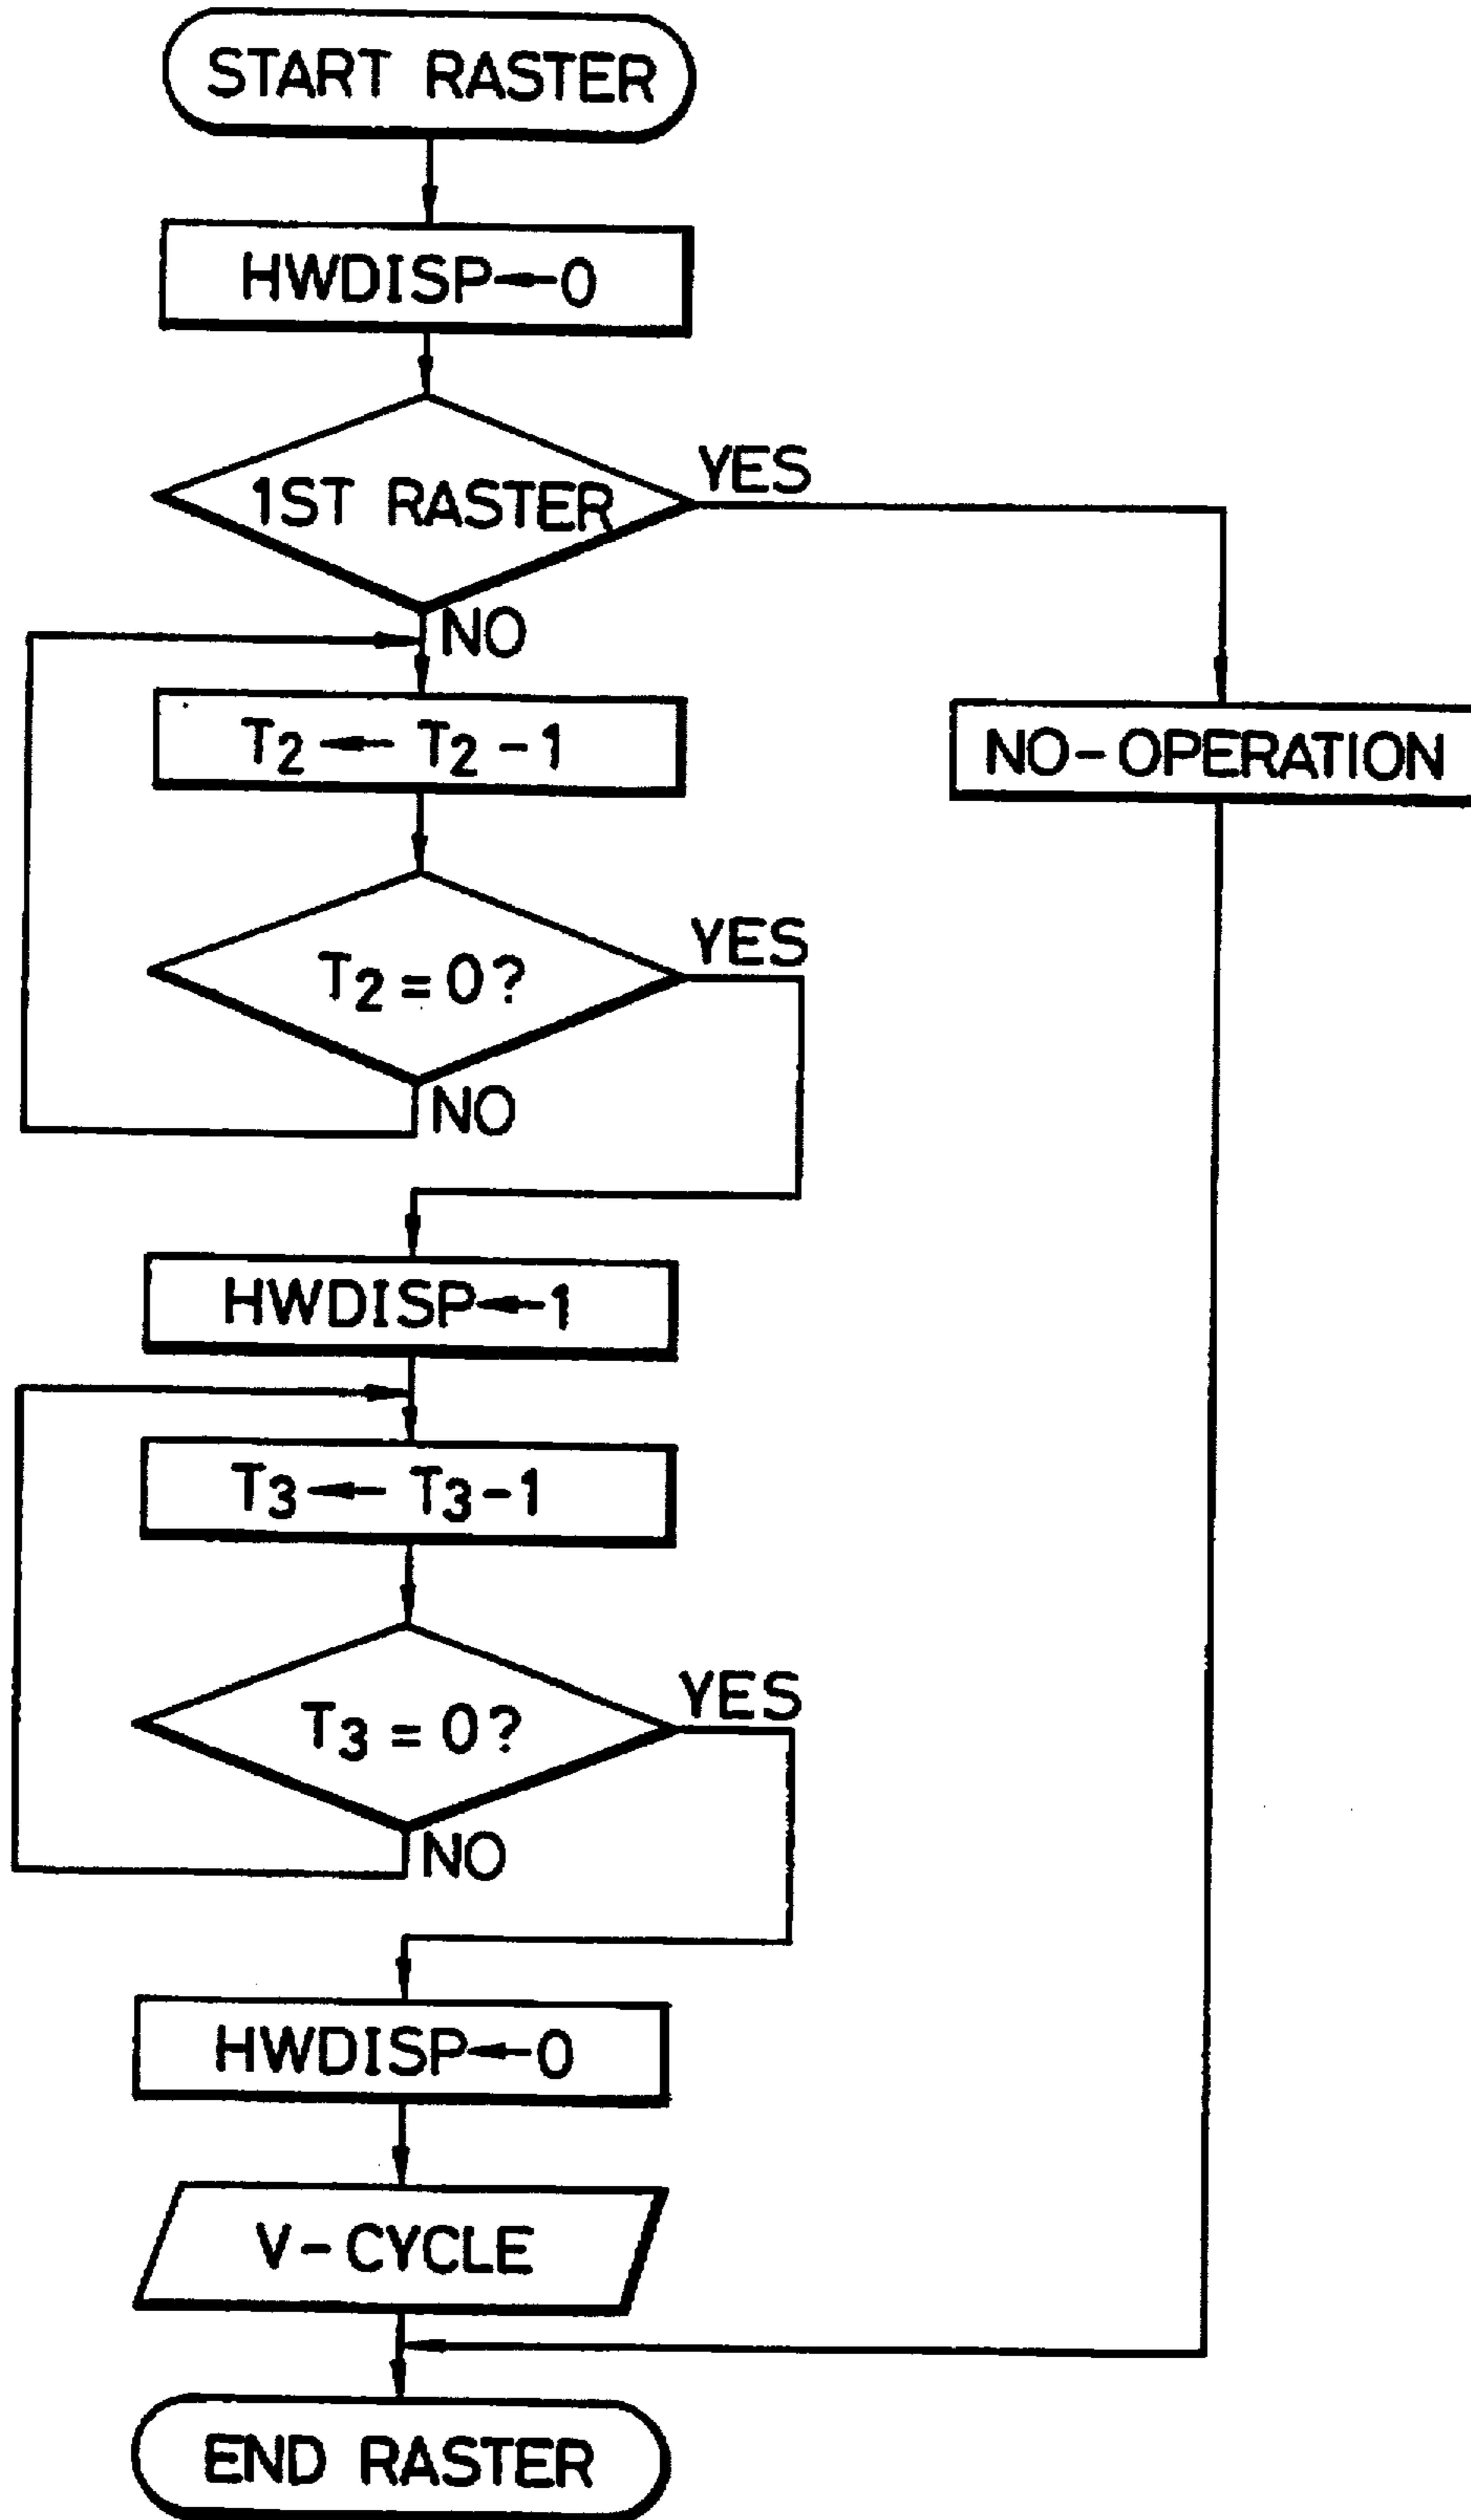 START RASTER
HWDISP←0
1ST RASTER
YES
NO
T2 ← T2-1
NO-OPERATION
T2=0?
YES
NO
HWDISP←1
T3 ← T3-1
T3=0?
YES
NO
HWDISP←0
V-CYCLE
END RASTER